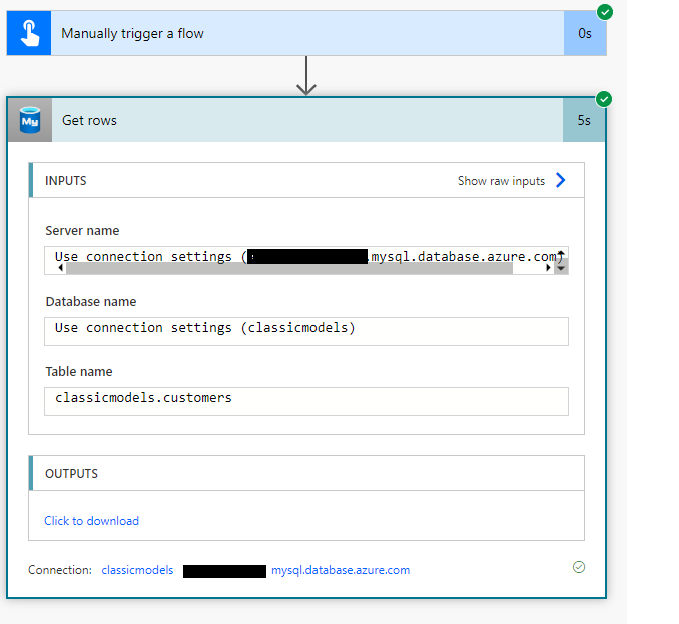 Manually trigger a flow 0s
My Get rows 5s
INPUTS Show raw inputs
Server name
Use connection settings ( .mysql.database.azure.com)
Database name
Use connection settings (classicmodels)
Table name
classicmodels.customers
OUTPUTS
Click to download
Connection: classicmodels mysql.database.azure.com